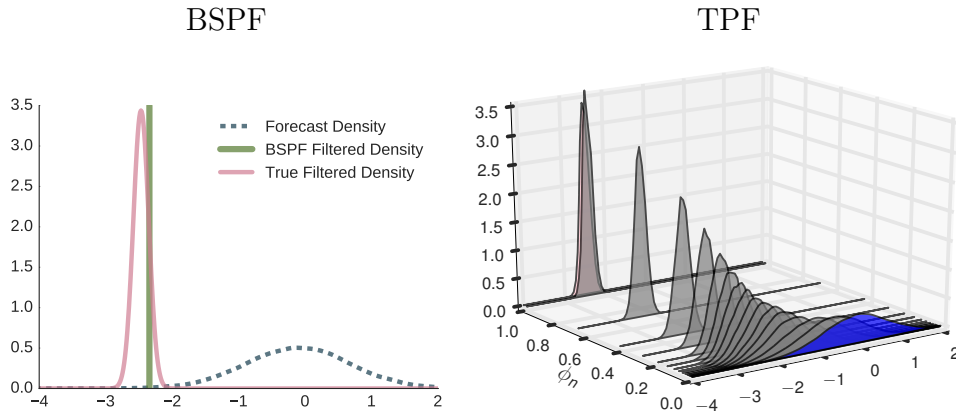 BSPF
TPF
3.5
3.0
2.5
2.0
1.5
1.0
0.5
0.0
−4 −3 −2 −1 0 1 2
Forecast Density
BSPF Filtered Density
True Filtered Density
3.5
3.0
2.5
2.0
1.5
1.0
0.5
0.0
1.0 0.8 0.6 0.4 0.2 0.0
ϕn
−4 −3 −2 −1 0 1 2